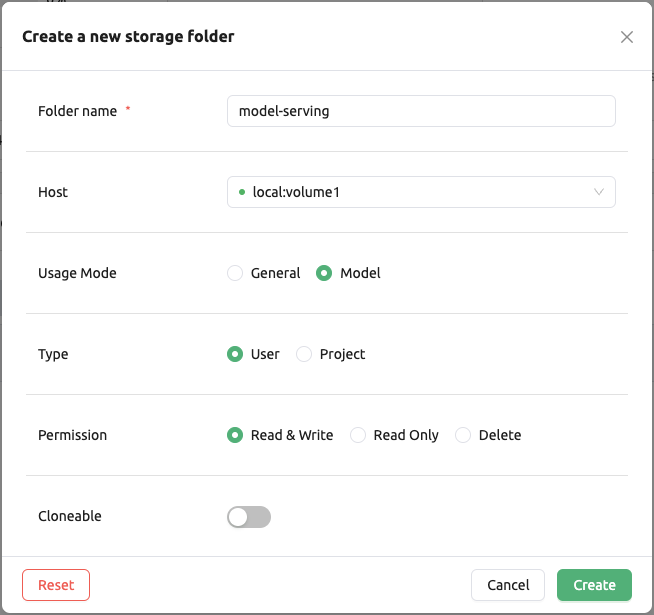 Create a new storage folder
Folder name *
model-serving
Host
local:volume1
Usage Mode
General Model
Type
User Project
Permission
Read & Write Read Only Delete
Cloneable
Reset Cancel Create